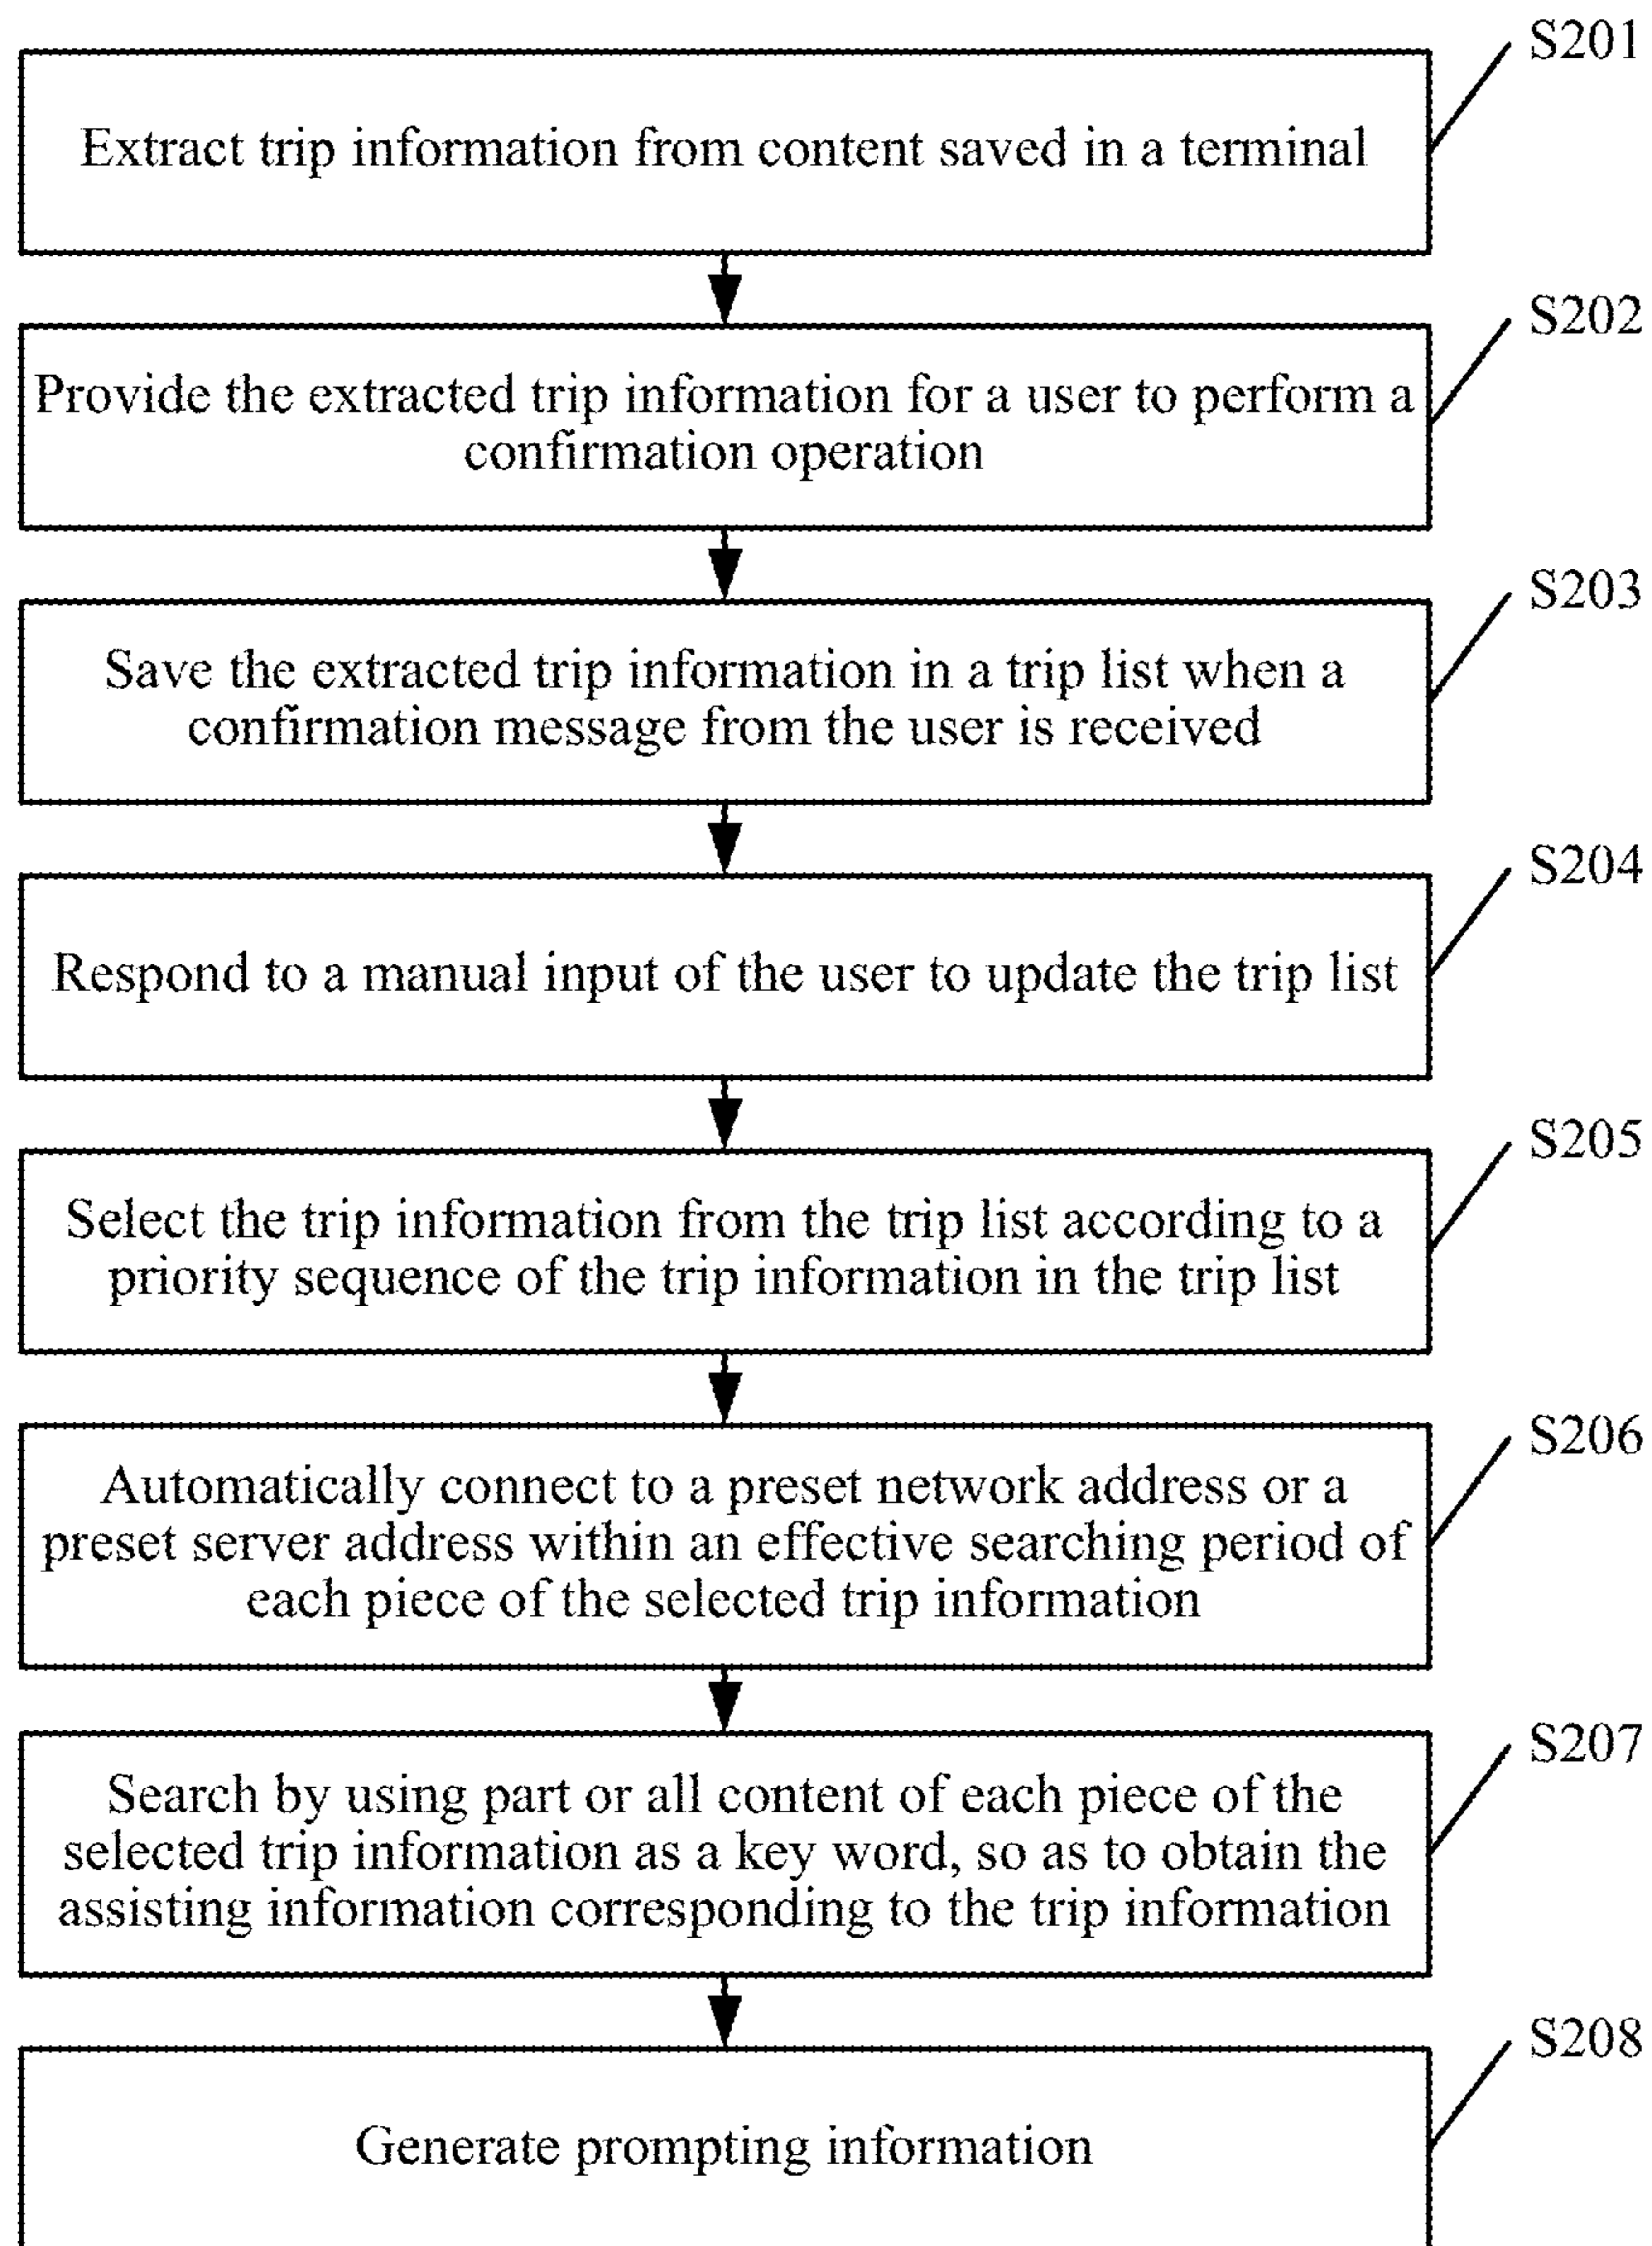 S201
Extract trip information from content saved in a terminal
S202
Provide the extracted trip information for a user to perform a
confirmation operation
S203
Save the extracted trip information in a trip list when a
confirmation message from the user is received
S204
Respond to a manual input of the user to update the trip list
S205
Select the trip information from the trip list according to a
priority sequence of the trip information in the trip list
S206
Automatically connect to a preset network address or a
preset server address within an effective searching period of
each piece of the selected trip information
S207
Search by using part or all content of each piece of the
selected trip information as a key word, so as to obtain the
assisting information corresponding to the trip information
S208
Generate prompting information